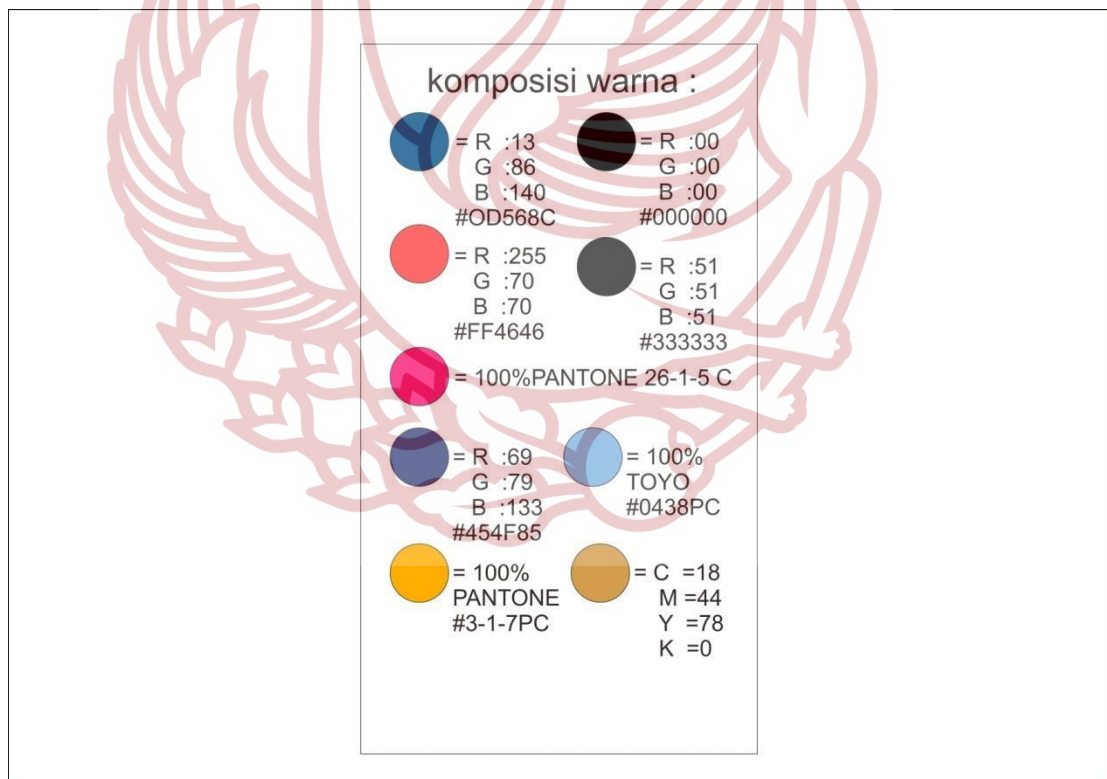 komposisi warna :
= R :13
G :86
B :140
#OD568C
= R :00
G :00
B :00
#000000
= R :255
G :70
B :70
#FF4646
= R :51
G :51
B :51
#333333
= 100%PANTONE 26-1-5 C
= R :69
G :79
B :133
#454F85
= 100%
TOYO
#0438PC
= 100%
PANTONE
#3-1-7PC
= C =18
M =44
Y =78
K =0